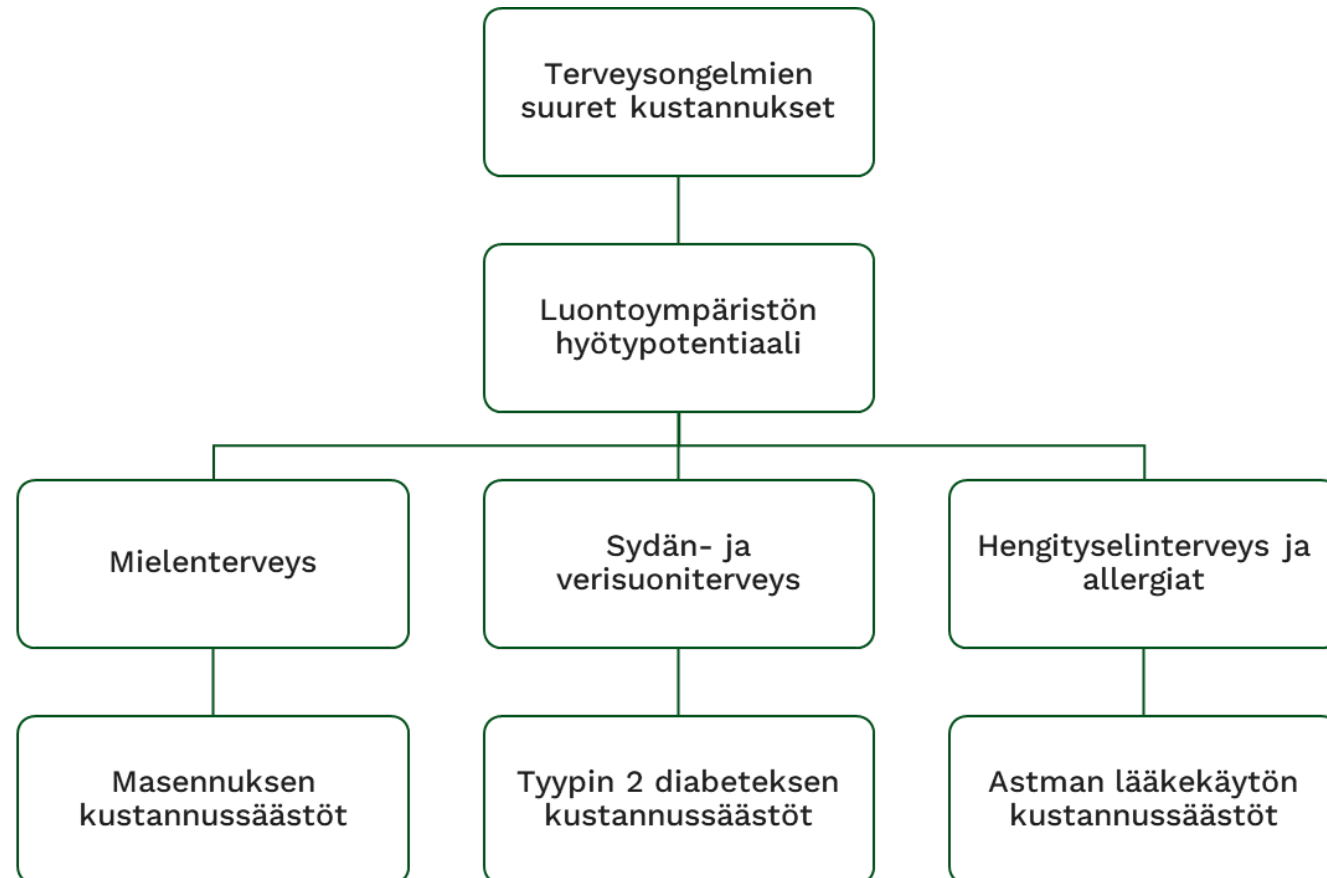 Terveysongelmien
suuret kustannukset
Luontoympäristön
hyötypotentiaali
Mielenterveys
Sydän- ja
verisuoniterveys
Hengityselinterveys ja
allergiat
Masennuksen
kustannussäästöt
Tyypin 2 diabeteksen
kustannussäästöt
Astman lääkekäytön
kustannussäästöt